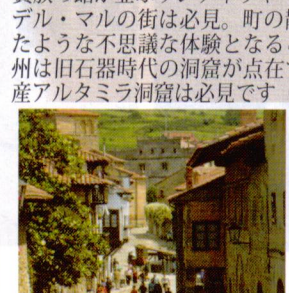 デル・マルの街は必見。町の
たような不思議な体験となる
州は旧石器時代の洞窟が点在
産アルタミラ洞窟は必見です